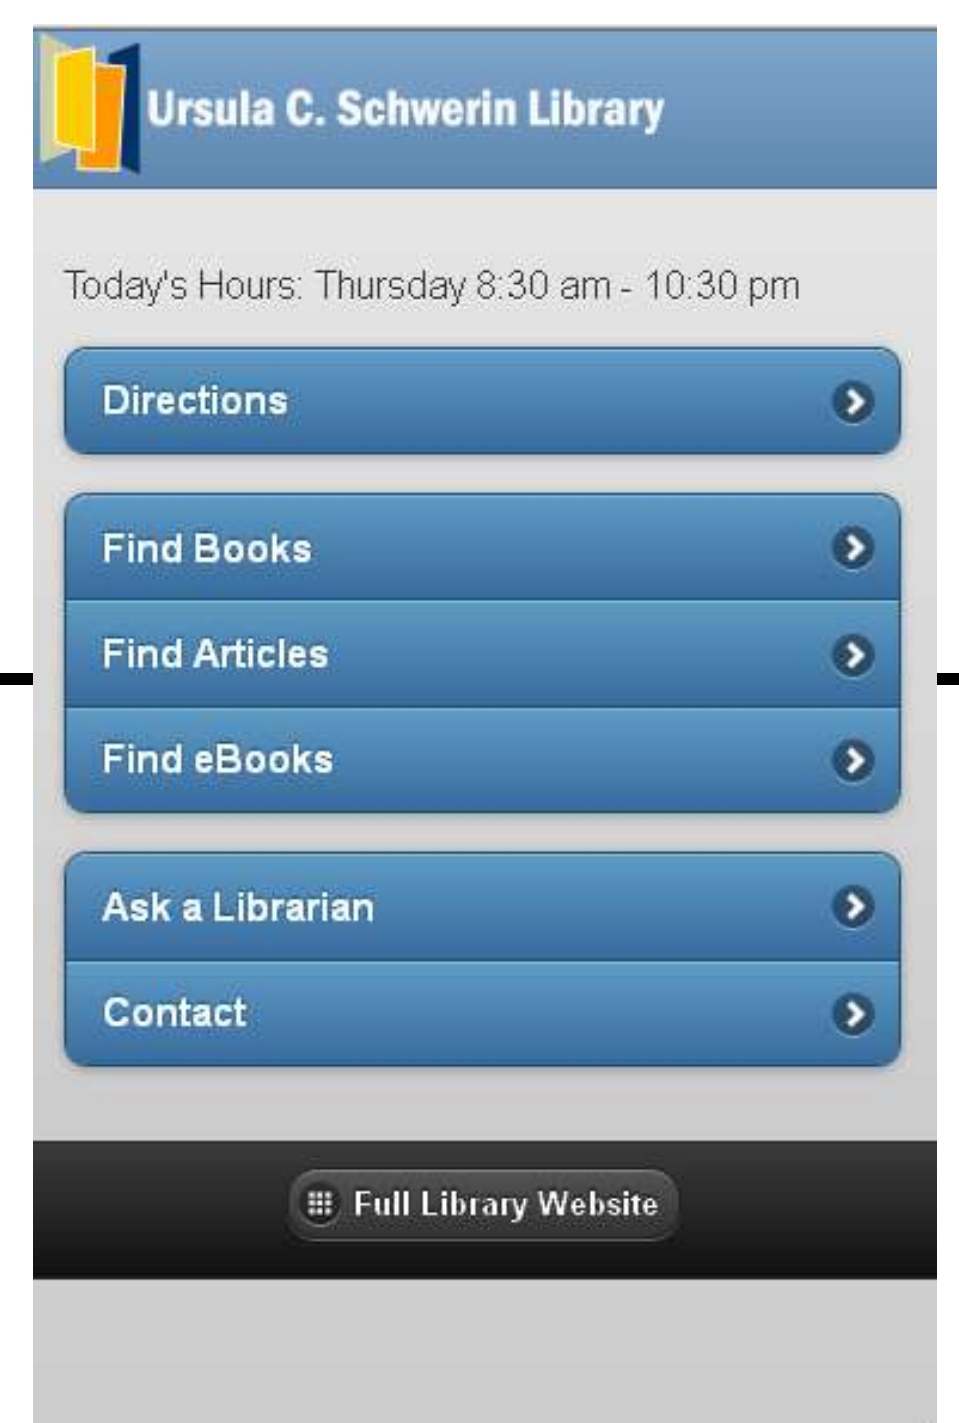 Ursula C. Schwerin Library
Today's Hours: Thursday 8:30 am - 10:30 pm
Directions
Find Books
Find Articles
Find eBooks
Ask a Librarian
Contact
Full Library Website